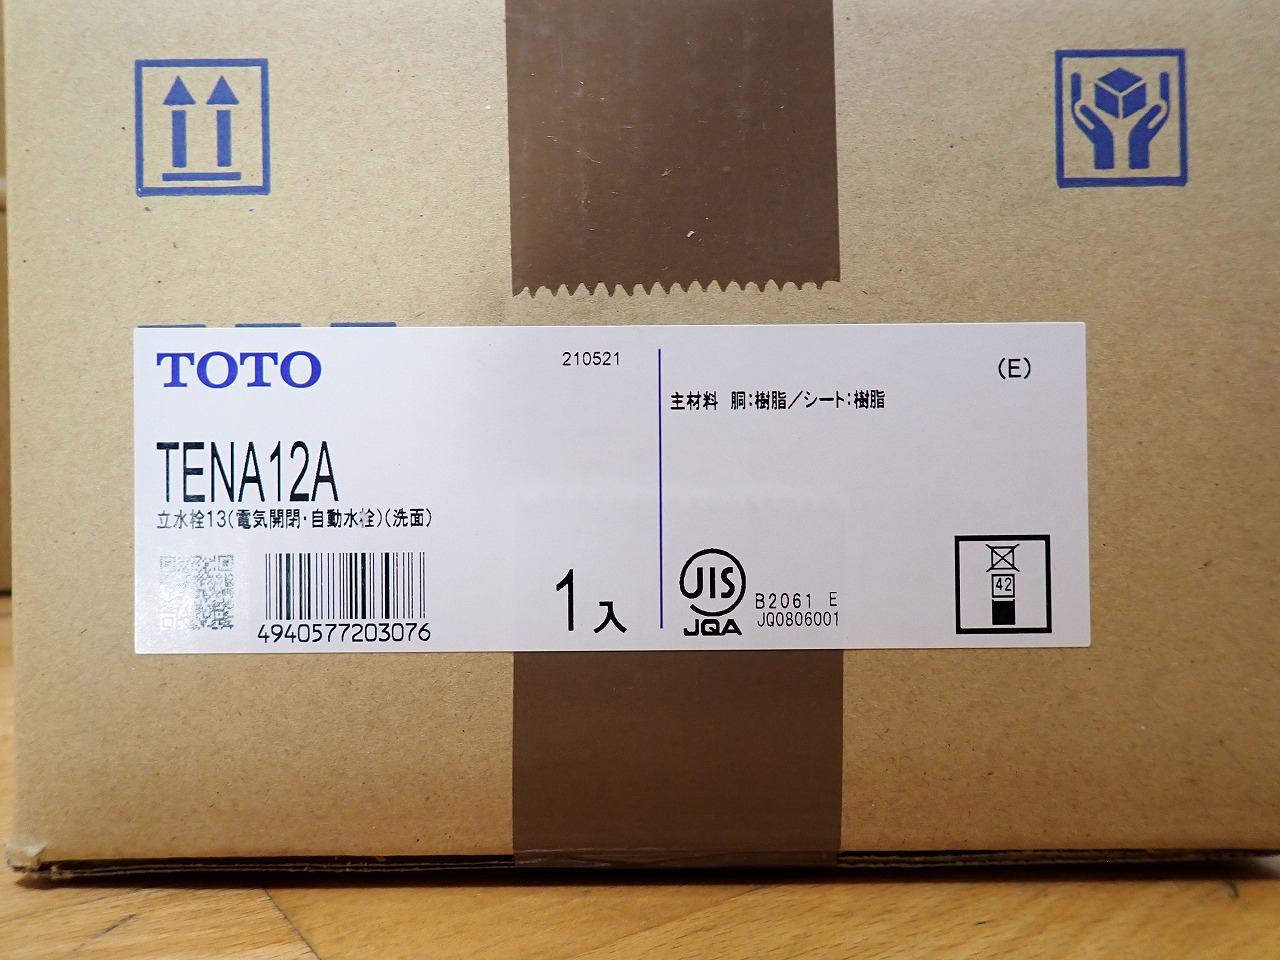 TOTO
210521
TENA12A
立水栓13(電気開閉・自動水栓)(洗面)
4940577203076
1入
(E)
主材料 胴:樹脂/シート:樹脂
JIS
JQA
B2061 E
JQ0806001
42